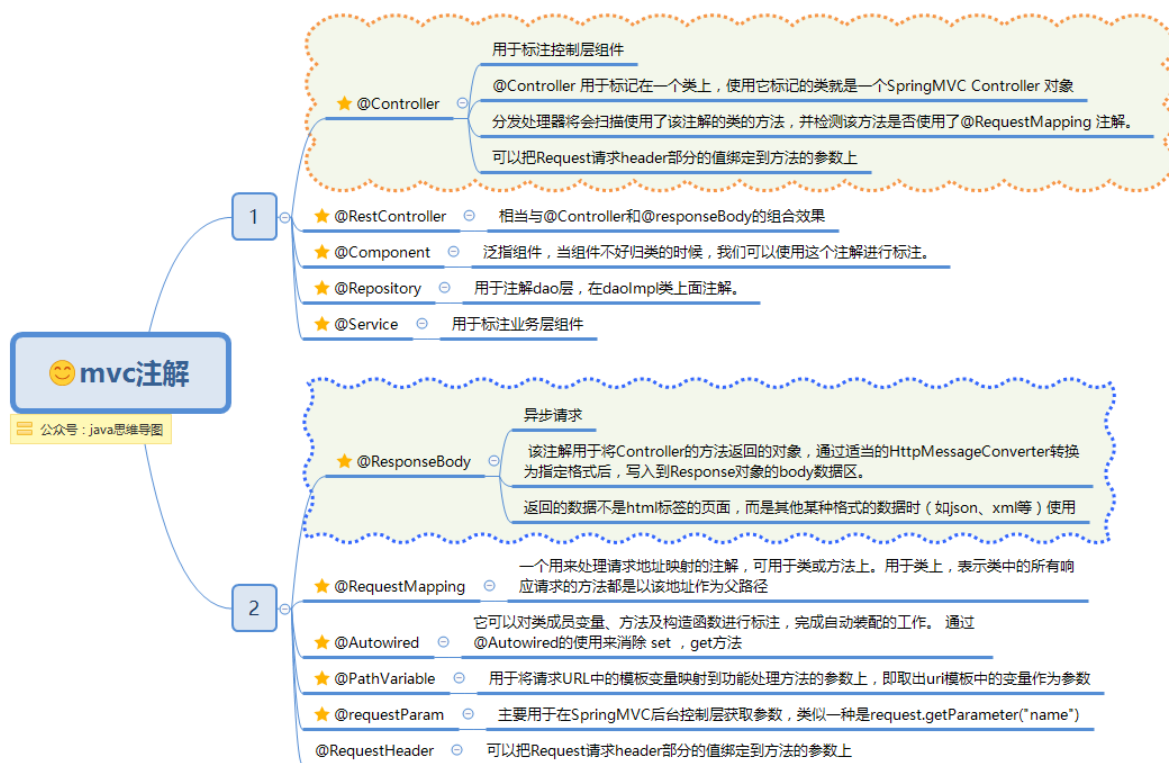 mvc注解
公众号：java思维导图
1
@Controller
用于标注控制层组件
@Controller 用于标记在一个类上，使用它标记的类就是一个SpringMVC Controller 对象
分发处理器将会扫描使用了该注解的类的方法，并检测该方法是否使用了@RequestMapping 注解。
可以把Request请求header部分的值绑定到方法的参数上
@RestController
相当与@Controller和@responseBody的组合效果
@Component
泛指组件，当组件不好归类的时候，我们可以使用这个注解进行标注。
@Repository
用于注解dao层，在daoImpl类上面注解。
@Service
用于标注业务层组件
2
@ResponseBody
异步请求
该注解用于将Controller的方法返回的对象，通过适当的HttpMessageConverter转换
为指定格式后，写入到Response对象的body数据区。
返回的数据不是html标签的页面，而是其他某种格式的数据时（如json、xml等）使用
@RequestMapping
一个用来处理请求地址映射的注解，可用于类或方法上。用于类上，表示类中的所有响
应请求的方法都是以该地址作为父路径
@Autowired
它可以对类成员变量、方法及构造函数进行标注，完成自动装配的工作。 通过
@Autowired的使用来消除 set ，get方法
@PathVariable
用于将请求URL中的模板变量映射到功能处理方法的参数上，即取出uri模板中的变量作为参数
@requestParam
主要用于在SpringMVC后台控制层获取参数，类似一种是request.getParameter("name")
@RequestHeader
可以把Request请求header部分的值绑定到方法的参数上